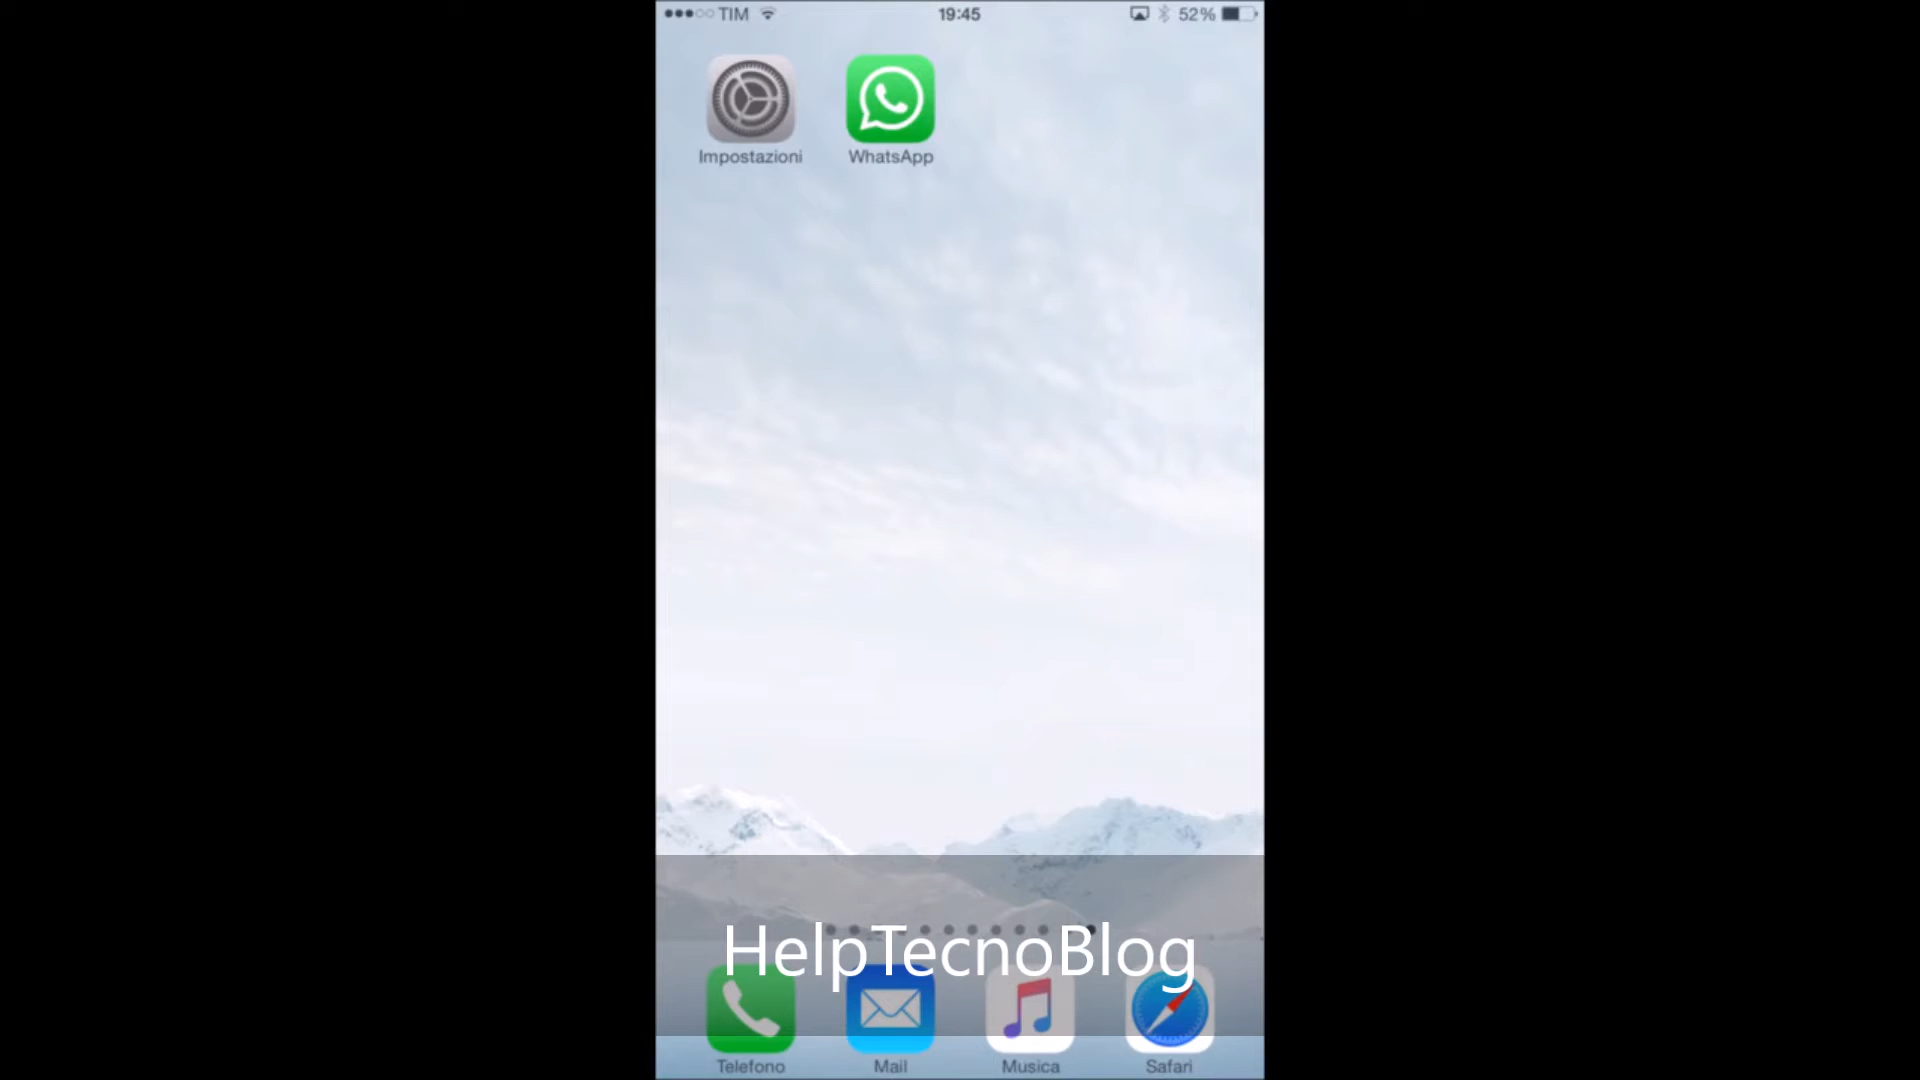 TIM 19:45 52%
Impostazioni WhatsApp
HelpTecnoBlog
Telefono Mail Musica Safari